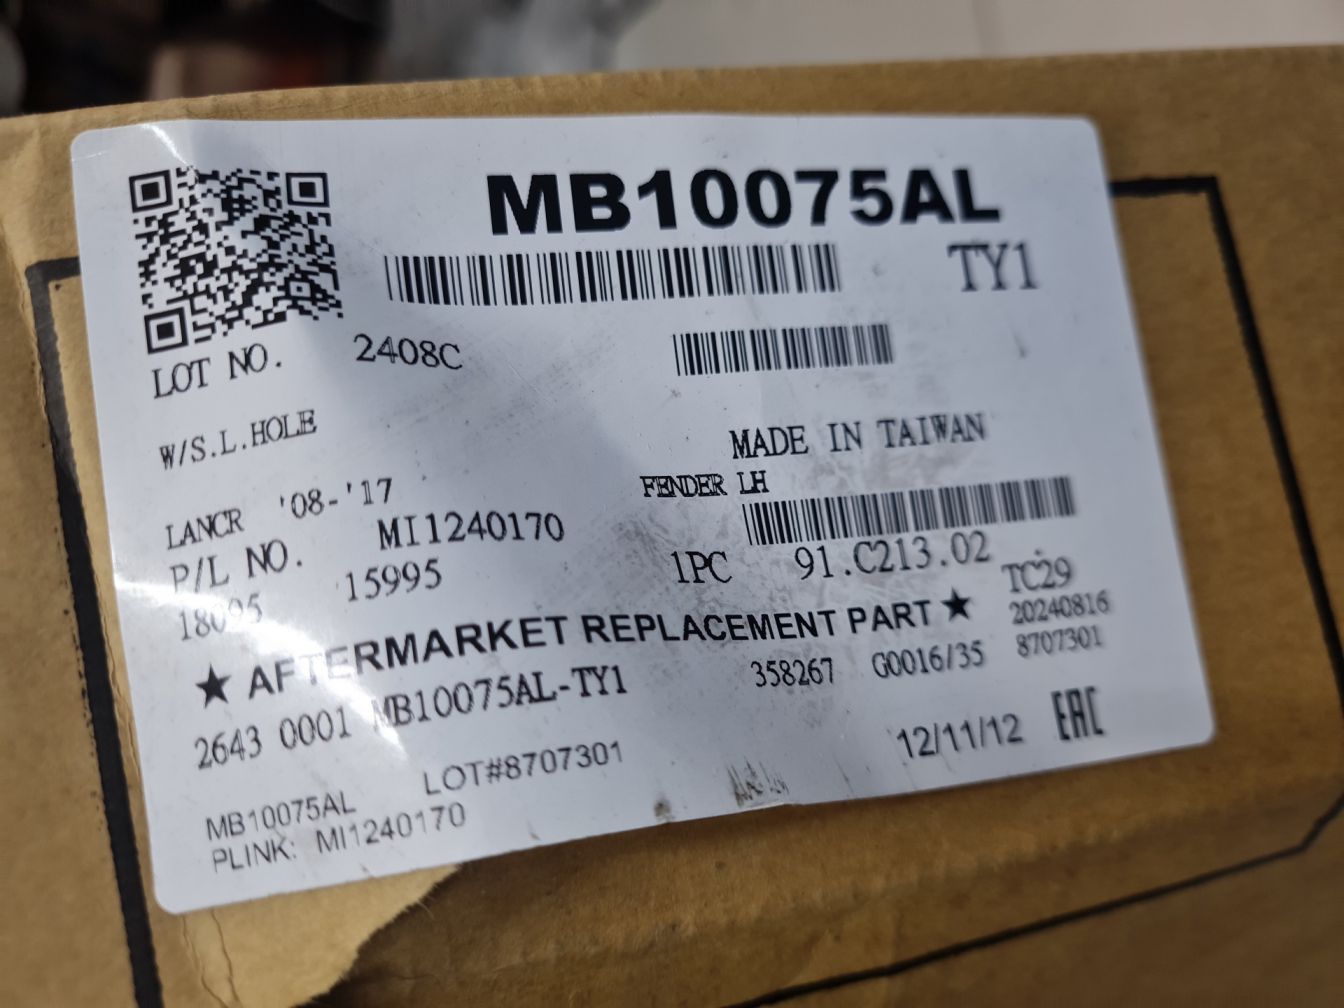 MB10075AL
TY1
LOT NO. 2408C
W/S.L.HOLE
MADE IN TAIWAN
LANCR '08-'17
FENDER LH
P/L NO. MI1240170
1PC 91.C213.02
18095 15995
TC29
★ AFTERMARKET REPLACEMENT PART ★
20240816
2643 0001 MB10075AL-TY1 358267 G0016/35 8707301
LOT#8707301 12/11/12 EAC
MB10075AL
PLINK: MI1240170